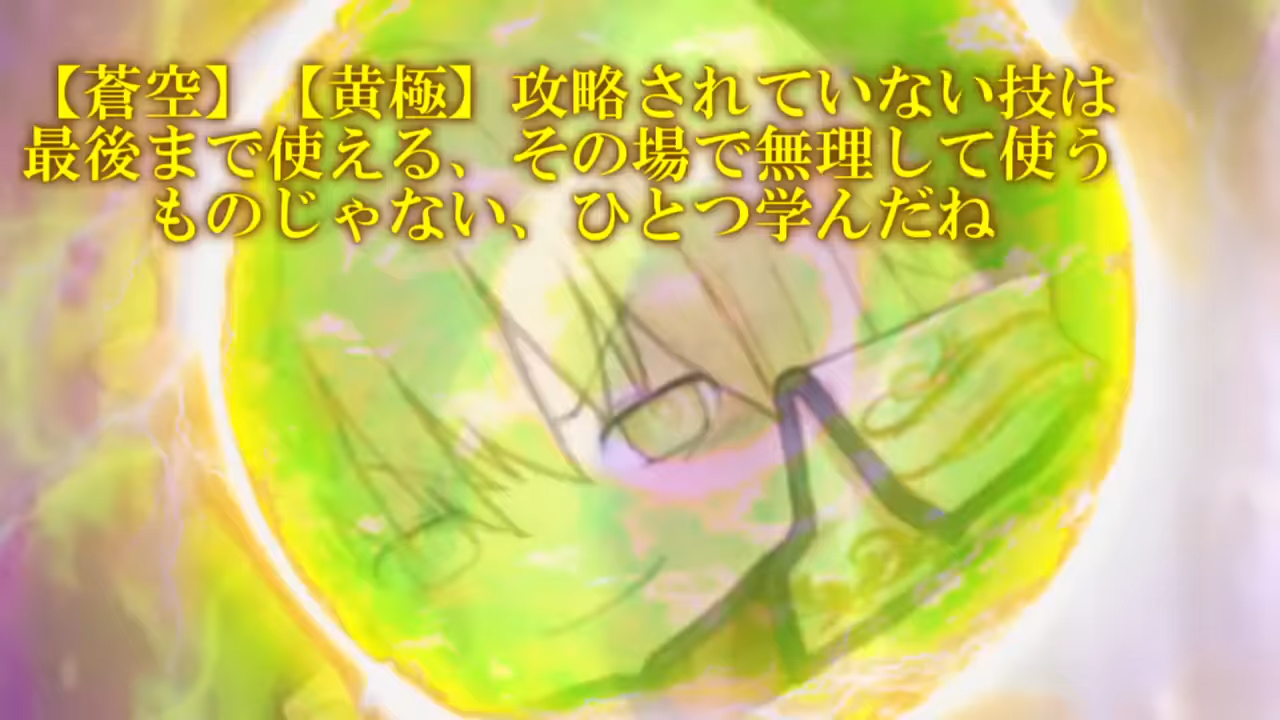 【蒼空】【黄極】攻略されていない技は
最後まで使える、その場で無理して使う
ものじゃない、ひとつ学んだね